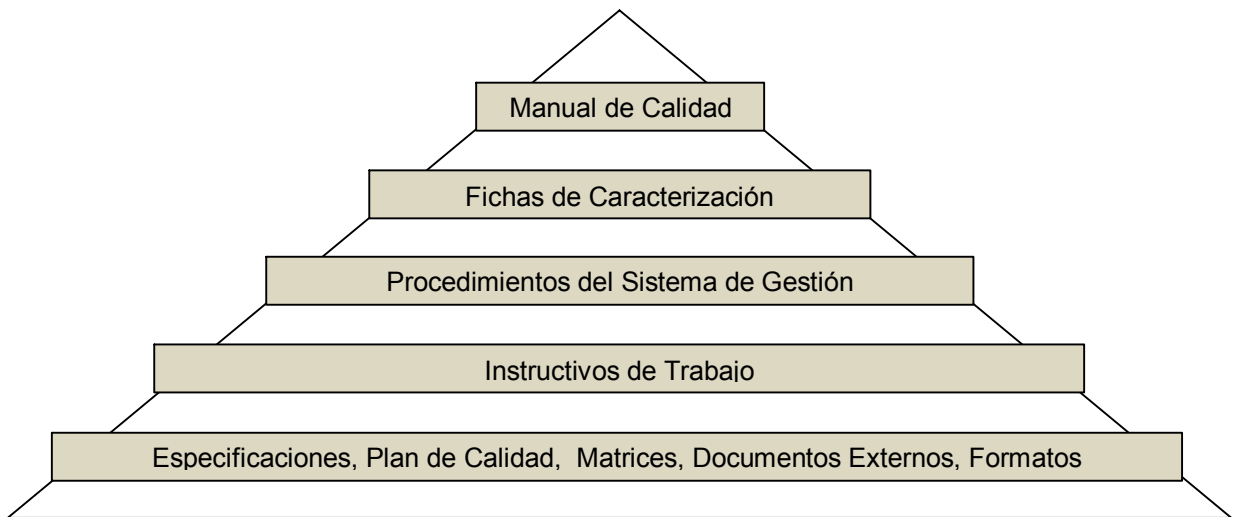 Manual de Calidad
Fichas de Caracterización
Procedimientos del Sistema de Gestión
Instructivos de Trabajo
Especificaciones, Plan de Calidad, Matrices, Documentos Externos, Formatos